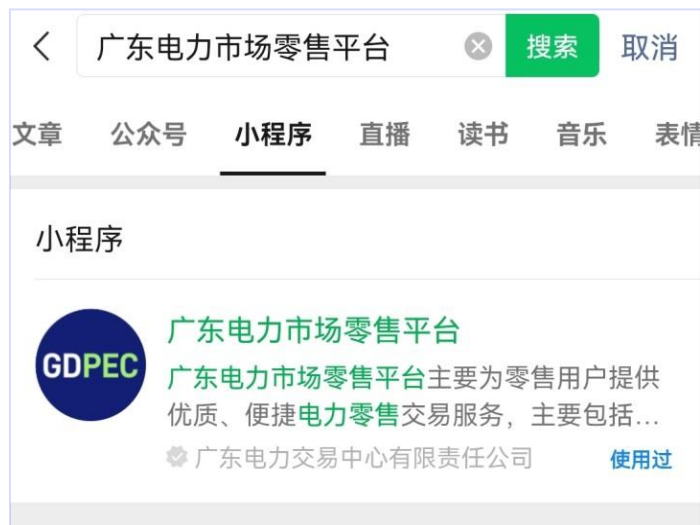 广东电力市场零售平台 搜索 取消
文章 公众号 小程序 直播 读书 音乐 表情
小程序
GDPEC
广东电力市场零售平台
广东电力市场零售平台主要为零售用户提供
优质、便捷电力零售交易服务，主要包括...
广东电力交易中心有限责任公司 使用过